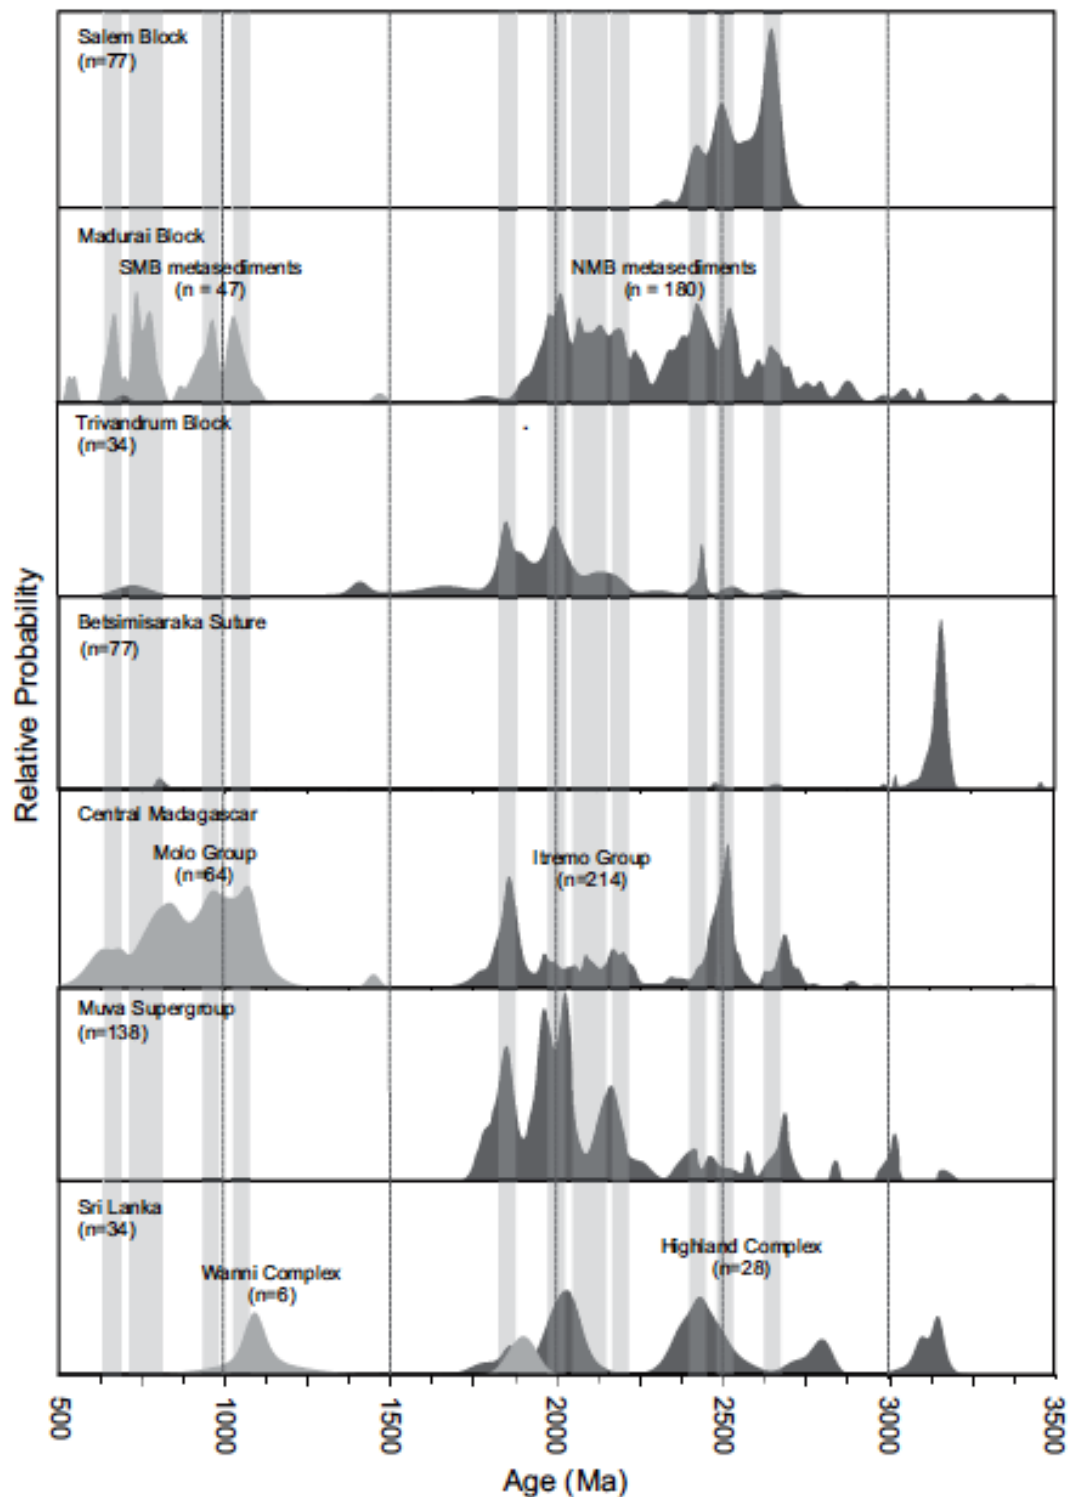 Salem Block
(n=77)
Madurai Block
SMB metasediments
(n = 47)
NMB metasediments
(n = 180)
Trivandrum Block
(n=34)
Betsimisaraka Suture
(n=77)
Central Madagascar
Molo Group
(n=64)
Itremo Group
(n=214)
Muva Supergroup
(n=138)
Sri Lanka
(n=34)
Wanni Complex
(n=6)
Highland Complex
(n=28)
Relative Probability
500 1000 1500 2000 2500 3000 3500
Age (Ma)